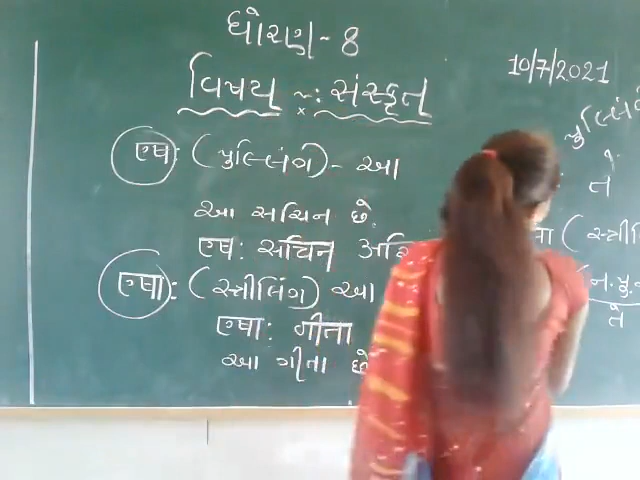 ધોરણ - 8
10/7/2021
વિષય ~: સંસ્કૃત
एष: (પુલ્લિંગ) - આ
આ સચિન છે.
एष: सचिन
एषा: (સ્ત્રીલિંગ) આ
एषा: गीता
આ ગીતા છે
પુલ્લિંગ
તે
(સ્ત્રી
(ન.પુ.
તે